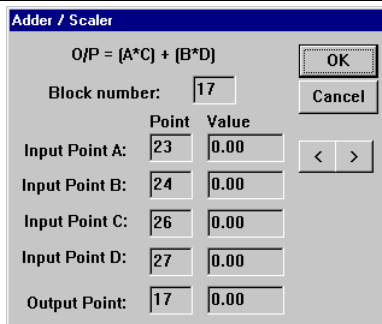 Adder / Scaler
O/P = (A*C) + (B*D)
OK
Block number: 17
Cancel
Point Value
Input Point A: 23 0.00
< >
Input Point B: 24 0.00
Input Point C: 26 0.00
Input Point D: 27 0.00
Output Point: 17 0.00